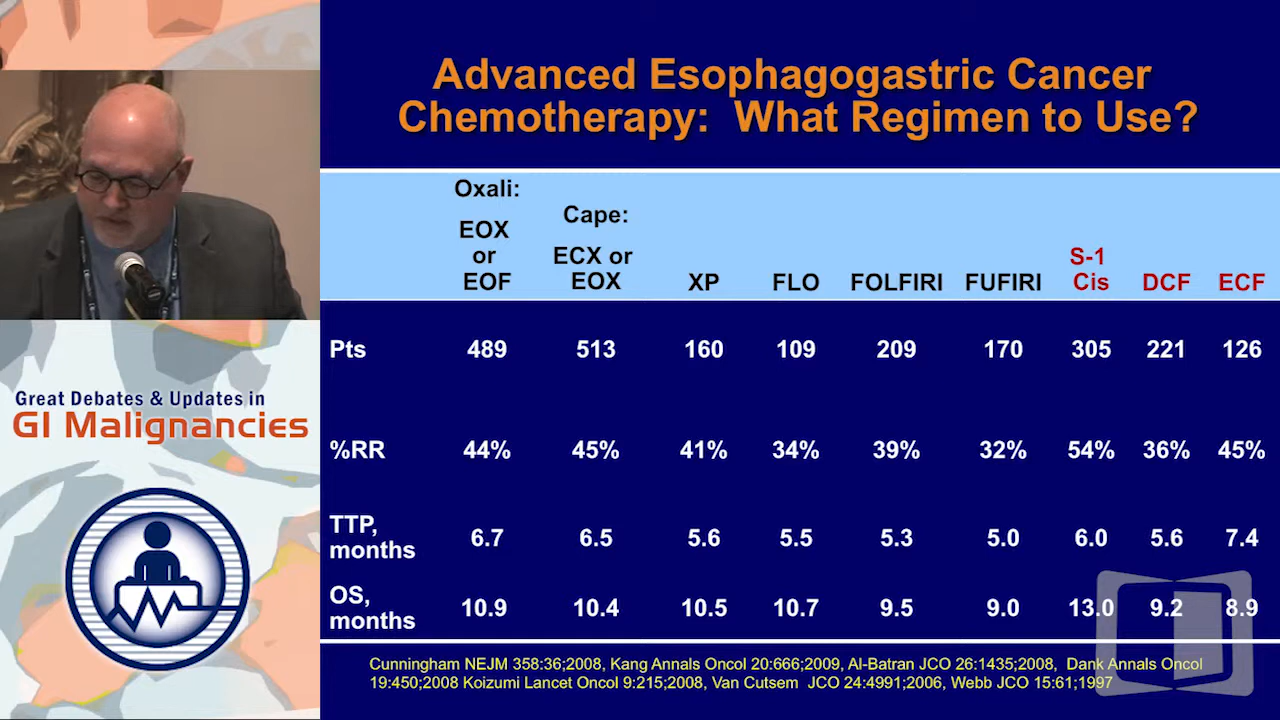 Advanced Esophagogastric Cancer
Chemotherapy: What Regimen to Use?
Oxali:
EOX
or
EOF
Cape:
ECX or
EOX
XP
FLO
FOLFIRI
FUFIRI
S-1
Cis
DCF
ECF
Pts 489 513 160 109 209 170 305 221 126
%RR 44% 45% 41% 34% 39% 32% 54% 36% 45%
TTP,
months 6.7 6.5 5.6 5.5 5.3 5.0 6.0 5.6 7.4
OS,
months 10.9 10.4 10.5 10.7 9.5 9.0 13.0 9.2 8.9
Cunningham NEJM 358:36;2008, Kang Annals Oncol 20:666;2009, Al-Batran JCO 26:1435;2008, Dank Annals Oncol
19:450;2008 Koizumi Lancet Oncol 9:215;2008, Van Cutsem JCO 24:4991;2006, Webb JCO 15:61;1997
Great Debates & Updates in
GI Malignancies